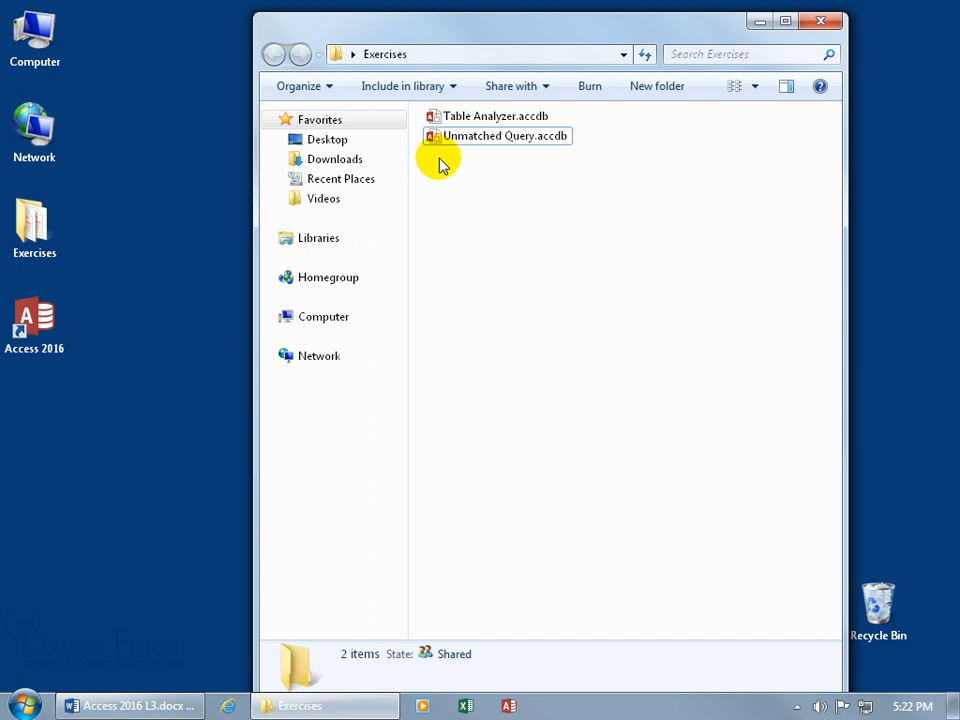 Computer
Network
Exercises
Access 2016
Exercises
Search Exercises
Organize
Include in library
Share with
Burn
New folder
Favorites
Desktop
Downloads
Recent Places
Videos
Libraries
Homegroup
Computer
Network
Table Analyzer.accdb
Unmatched Query.accdb
2 items State: Shared
Recycle Bin
Access 2016 L3.docx ...
Exercises
5:22 PM